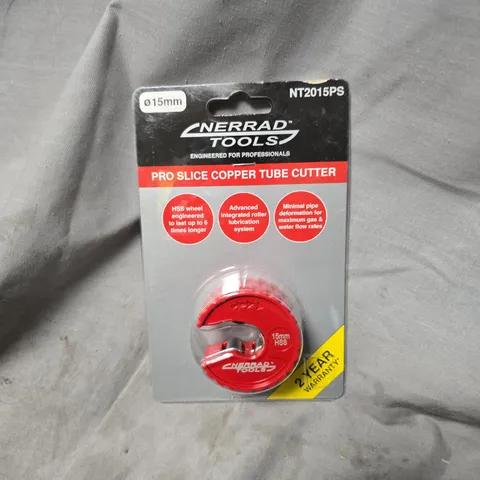 ø15mm
NT2015PS
NERRAD™
TOOLS
ENGINEERED FOR PROFESSIONALS
PRO SLICE COPPER TUBE CUTTER
HSS wheel
engineered
to last up to 6
times longer
Advanced
integrated roller
lubrication
system
Minimal pipe
deformation for
maximum gas &
water flow rates
15mm
HSS
NERRAD
TOOLS
2 YEAR
WARRANTY*